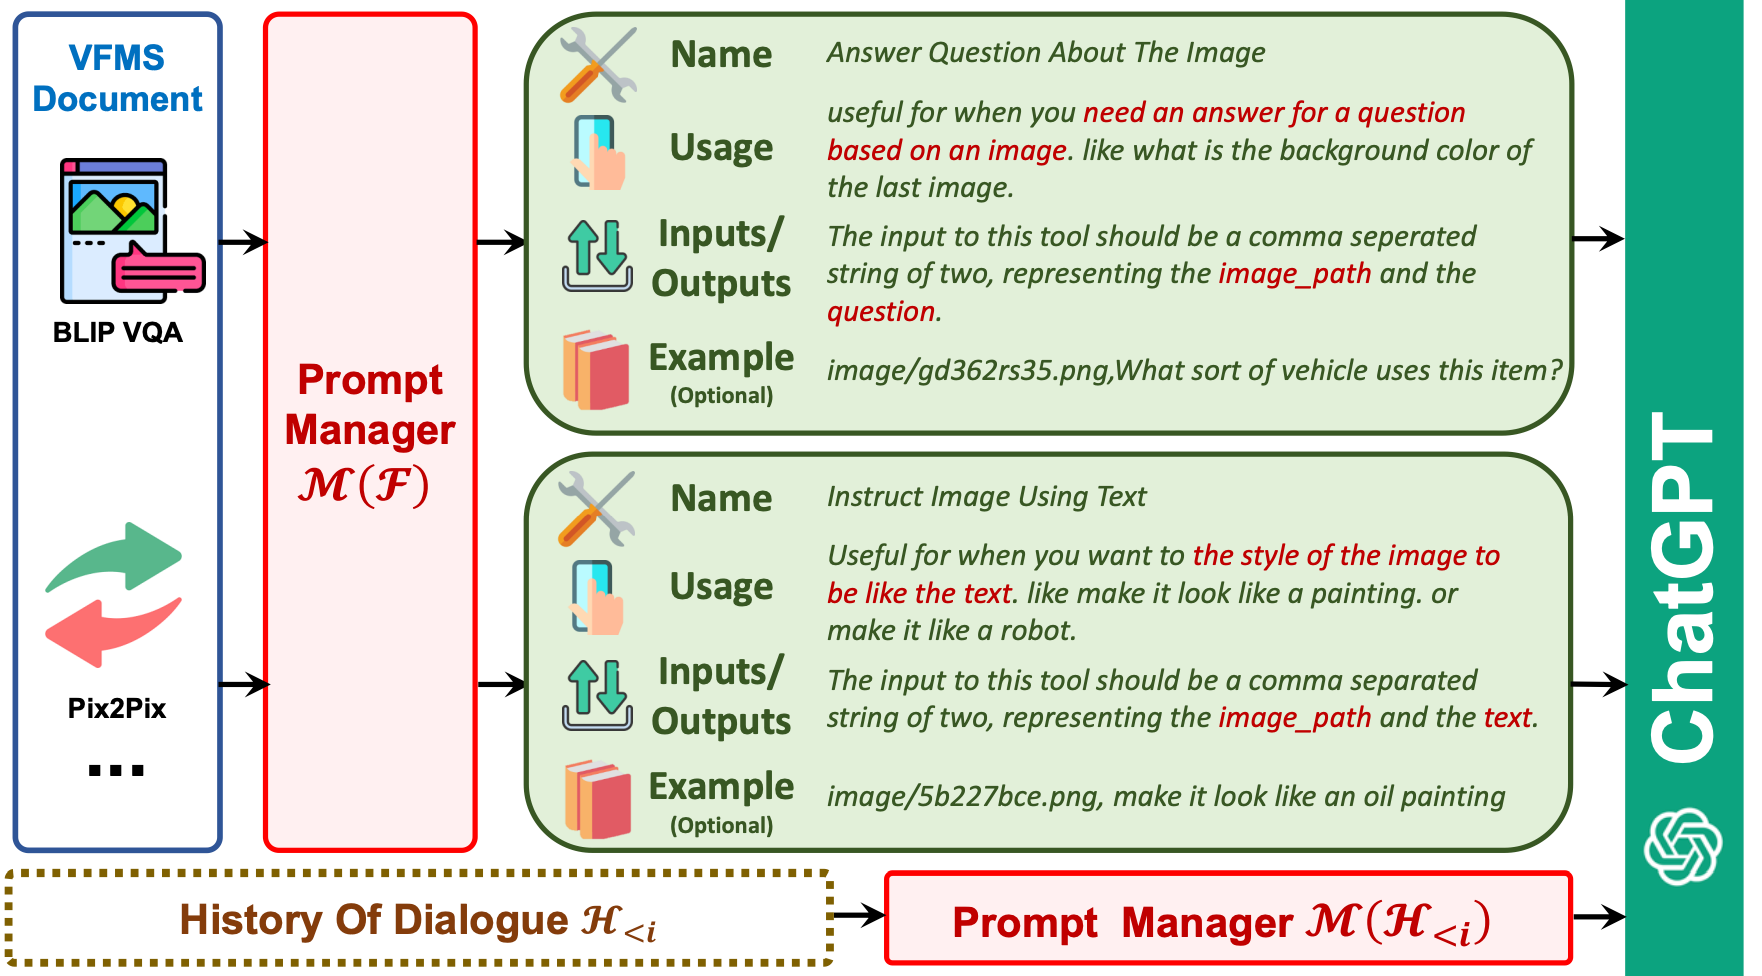 VFMS
Document
BLIP VQA
Pix2Pix
...
Prompt
Manager
ℳ(ℱ)
Name
Answer Question About The Image
Usage
useful for when you need an answer for a question
based on an image. like what is the background color of
the last image.
Inputs/
Outputs
The input to this tool should be a comma seperated
string of two, representing the image_path and the
question.
Example
(Optional)
image/gd362rs35.png,What sort of vehicle uses this item?
Name
Instruct Image Using Text
Usage
Useful for when you want to the style of the image to
be like the text. like make it look like a painting. or
make it like a robot.
Inputs/
Outputs
The input to this tool should be a comma separated
string of two, representing the image_path and the text.
Example
(Optional)
image/5b227bce.png, make it look like an oil painting
ChatGPT
History Of Dialogue ℋ<i
Prompt Manager ℳ(ℋ<i)